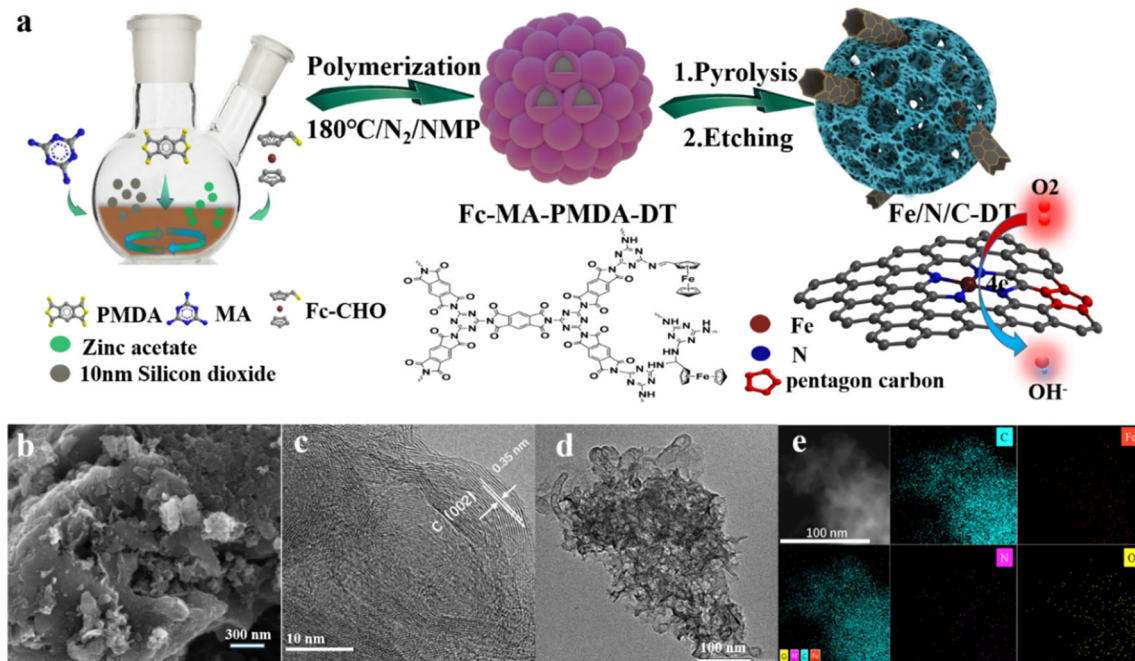 a
Polymerization
180°C/N₂/NMP
1.Pyrolysis
2.Etching
Fc-MA-PMDA-DT
Fe/N/C-DT
O2
4e
OH-
PMDA
MA
Fc-CHO
Zinc acetate
10nm Silicon dioxide
Fe
N
pentagon carbon
b
300 nm
c
0.35 nm
C (002)
10 nm
d
100 nm
e
100 nm
C
Fe
N
O
O N C Fe